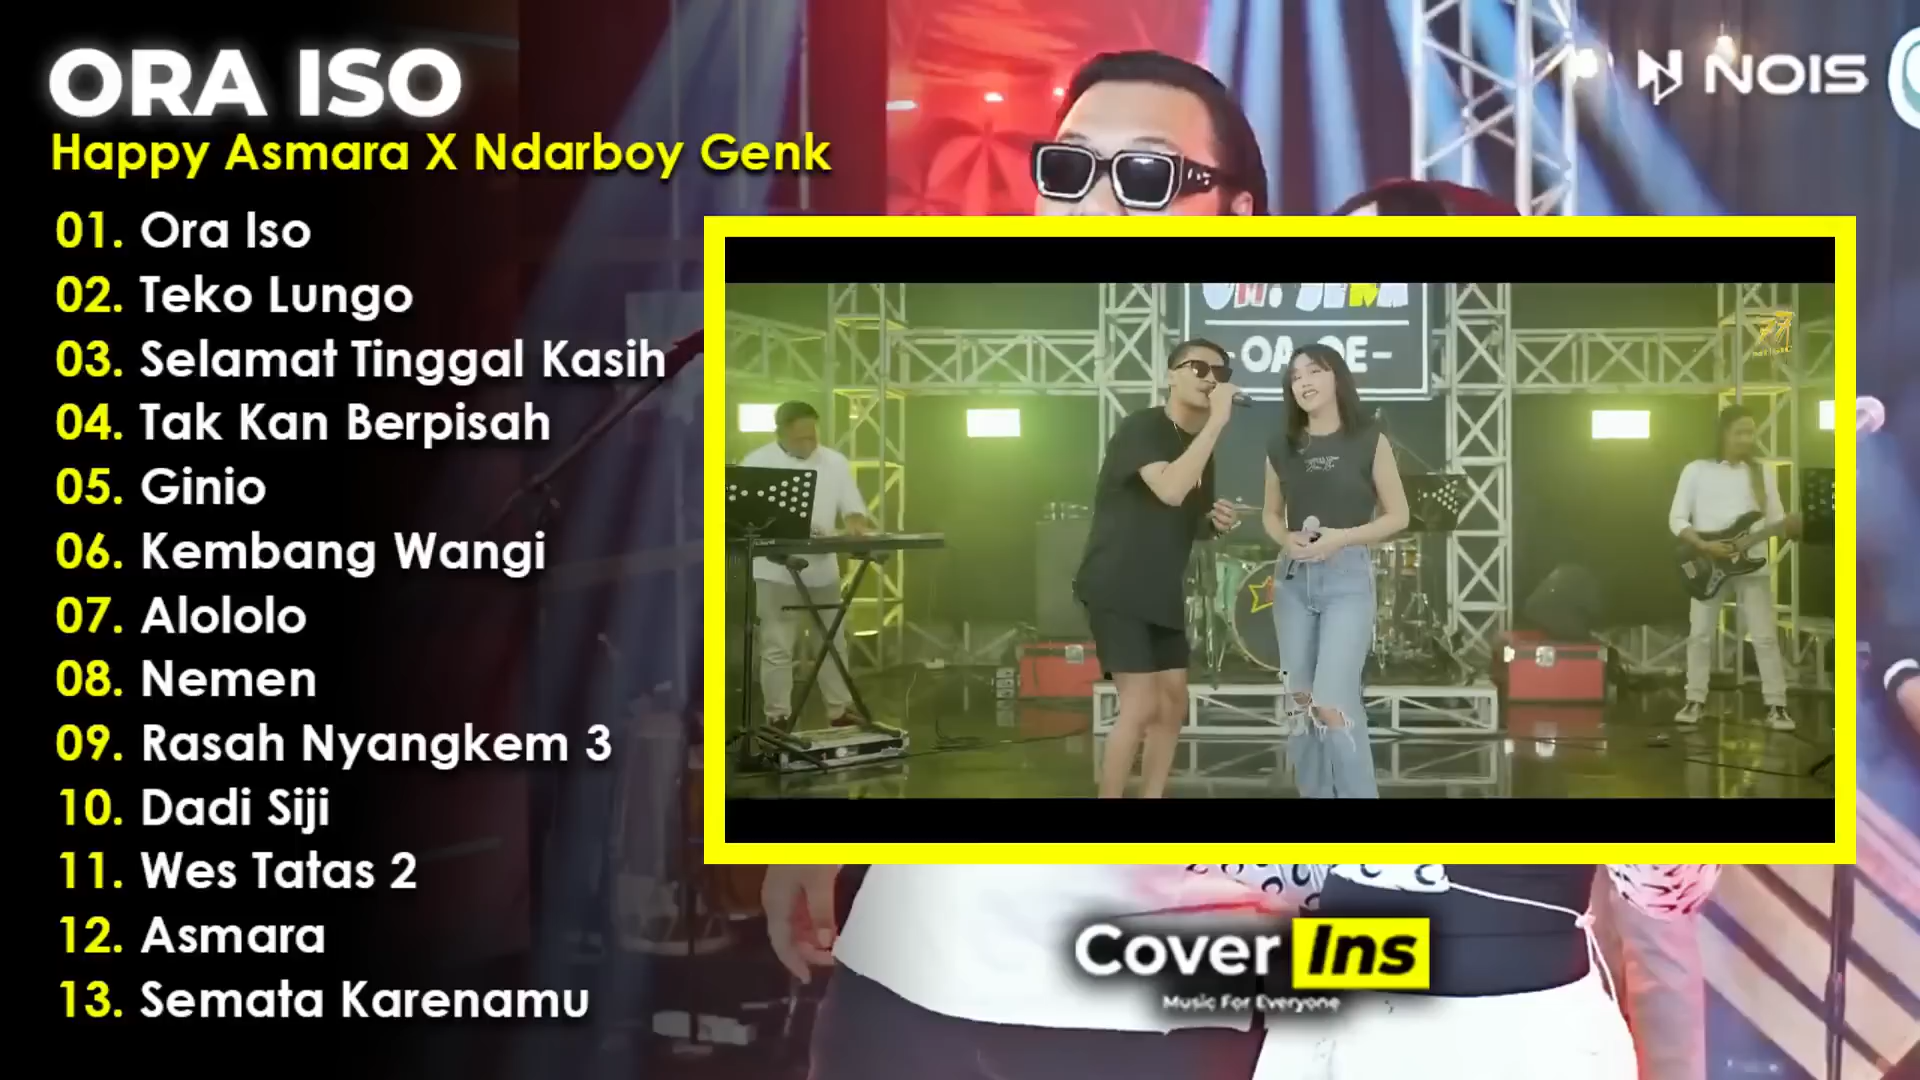 ORA ISO
Happy Asmara X Ndarboy Genk
01. Ora Iso
02. Teko Lungo
03. Selamat Tinggal Kasih
04. Tak Kan Berpisah
05. Ginio
06. Kembang Wangi
07. Alololo
08. Nemen
09. Rasah Nyangkem 3
10. Dadi Siji
11. Wes Tatas 2
12. Asmara
13. Semata Karenamu
NOIS
Cover Ins
Music For Everyone